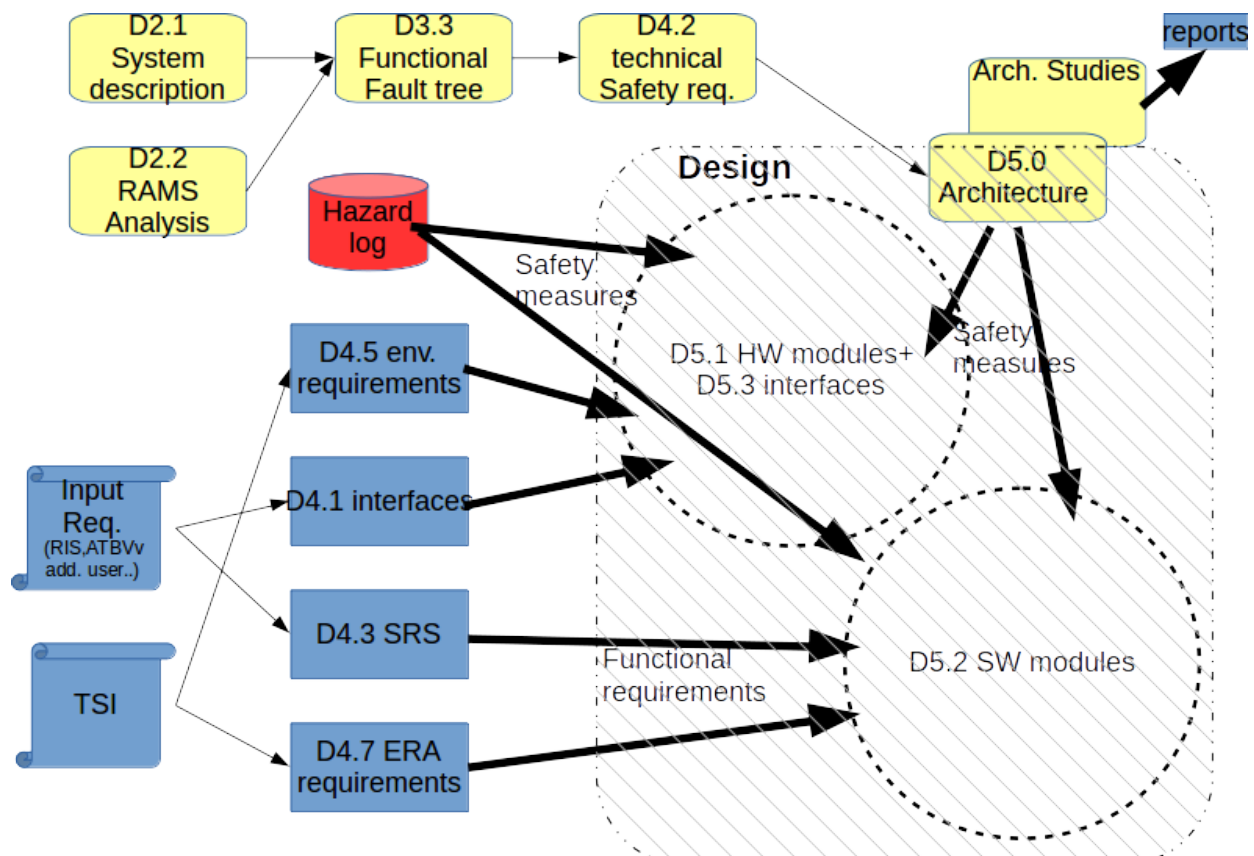 D2.1
System
description
D3.3
Functional
Fault tree
D4.2
technical
Safety req.
reports
Arch. Studies
D2.2
RAMS
Analysis
Design
D5.0
Architecture
Hazard
log
Safety
measures
D4.5 env.
requirements
D5.1 HW modules+
D5.3 interfaces
Safety
measures
Input
Req.
(RIS,ATBVv
add. user..)
D4.1 interfaces
D4.3 SRS
Functional
requirements
D5.2 SW modules
TSI
D4.7 ERA
requirements